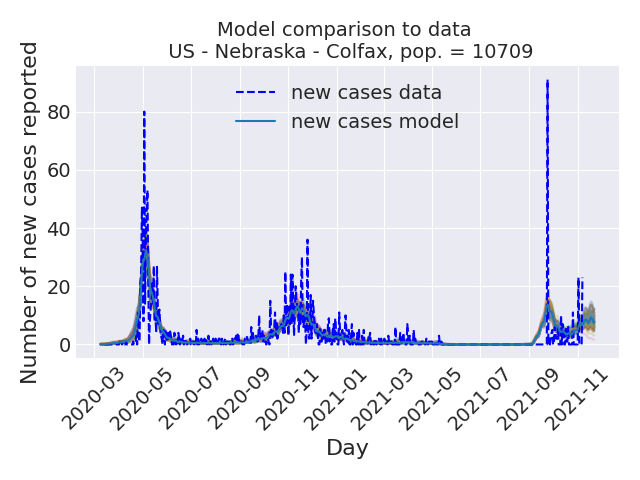 Model comparison to data
US - Nebraska - Colfax, pop. = 10709
new cases data
new cases model
Number of new cases reported
80
60
40
20
0
2020-03
2020-05
2020-07
2020-09
2020-11
2021-01
2021-03
2021-05
2021-07
2021-09
2021-11
Day